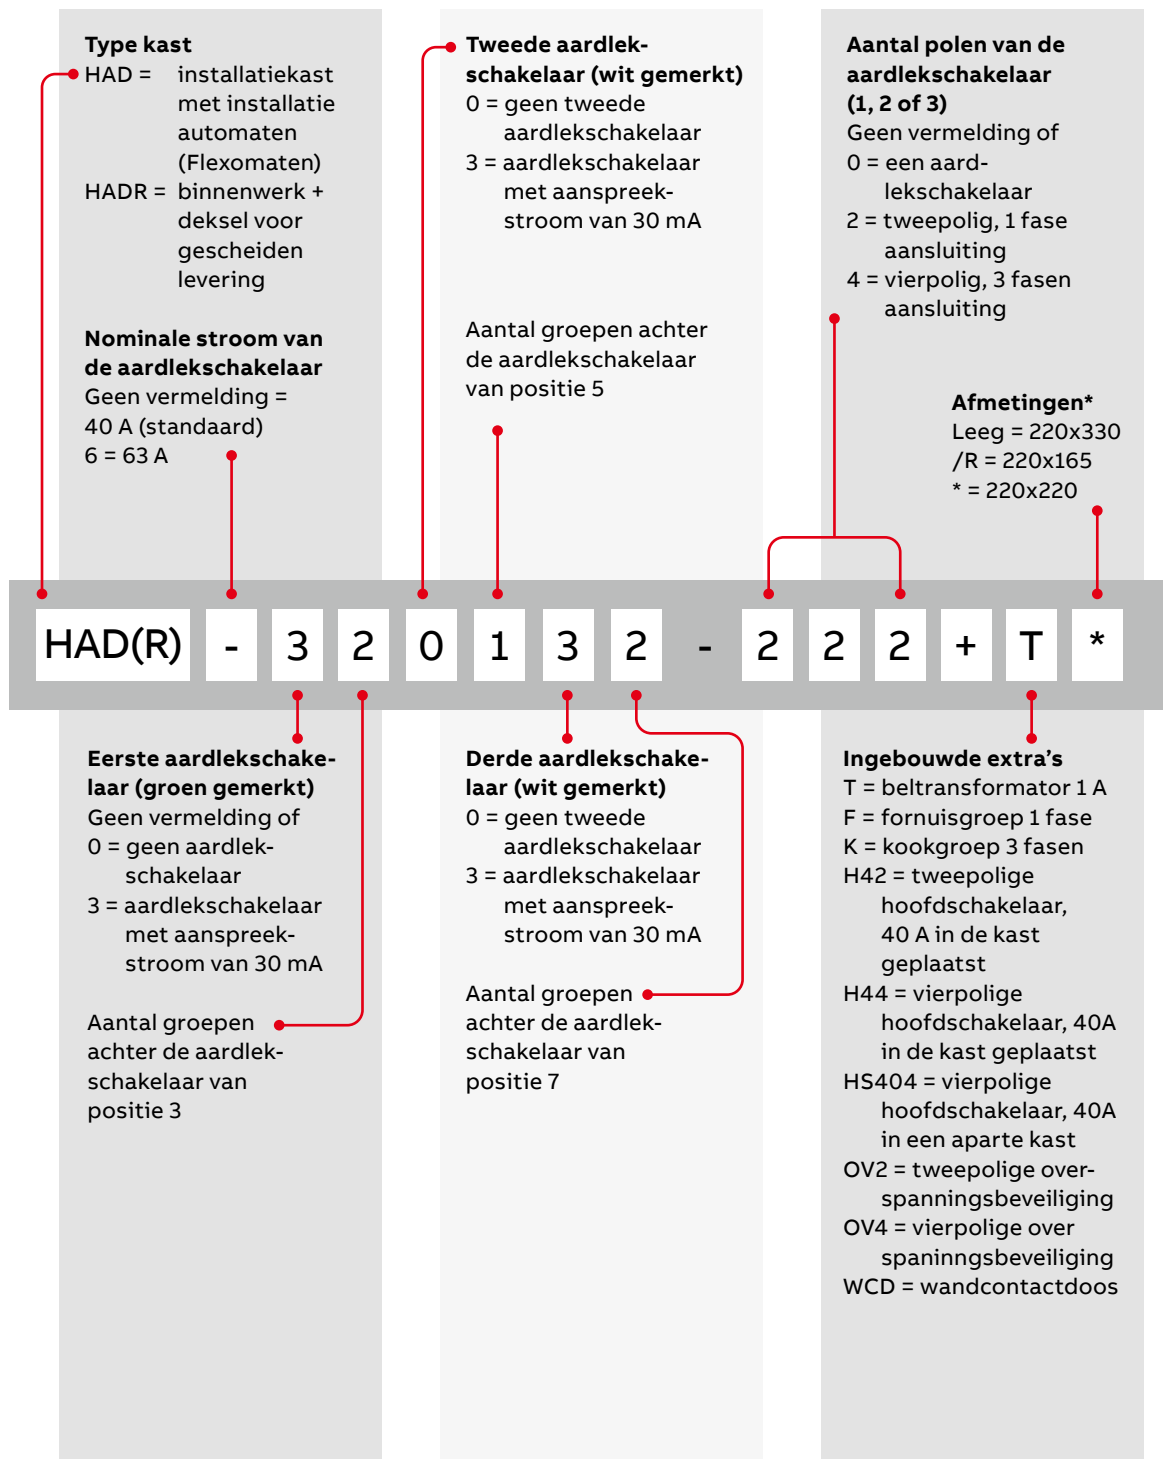 Type kast
HAD = installatiekast
met installatie
automaten
(Flexomaten)
HADR = binnenwerk +
deksel voor
gescheiden
levering
Nominale stroom van
de aardlekschakelaar
Geen vermelding =
40 A (standaard)
6 = 63 A
Tweede aardlek-
schakelaar (wit gemerkt)
0 = geen tweede
aardlekschakelaar
3 = aardlekschakelaar
met aanspreek-
stroom van 30 mA
Aantal groepen achter
de aardlekschakelaar
van positie 5
Aantal polen van de
aardlekschakelaar
(1, 2 of 3)
Geen vermelding of
0 = een aard-
lekschakelaar
2 = tweepolig, 1 fase
aansluiting
4 = vierpolig, 3 fasen
aansluiting
Afmetingen*
Leeg = 220x330
/R = 220x165
* = 220x220
HAD(R) - 3 2 0 1 3 2 - 2 2 2 + T *
Eerste aardlekschake-
laar (groen gemerkt)
Geen vermelding of
0 = geen aardlek-
schakelaar
3 = aardlekschakelaar
met aanspreek-
stroom van 30 mA
Aantal groepen
achter de aardlek-
schakelaar van
positie 3
Derde aardlekschake-
laar (wit gemerkt)
0 = geen tweede
aardlekschakelaar
3 = aardlekschakelaar
met aanspreek-
stroom van 30 mA
Aantal groepen
achter de aardlek-
schakelaar van
positie 7
Ingebouwde extra's
T = beltransformator 1 A
F = fornuisgroep 1 fase
K = kookgroep 3 fasen
H42 = tweepolige
hoofdschakelaar,
40 A in de kast
geplaatst
H44 = vierpolige
hoofdschakelaar, 40A
in de kast geplaatst
HS404 = vierpolige
hoofdschakelaar, 40A
in een aparte kast
OV2 = tweepolige over-
spanningsbeveiliging
OV4 = vierpolige over
spaninngsbeveiliging
WCD = wandcontactdoos